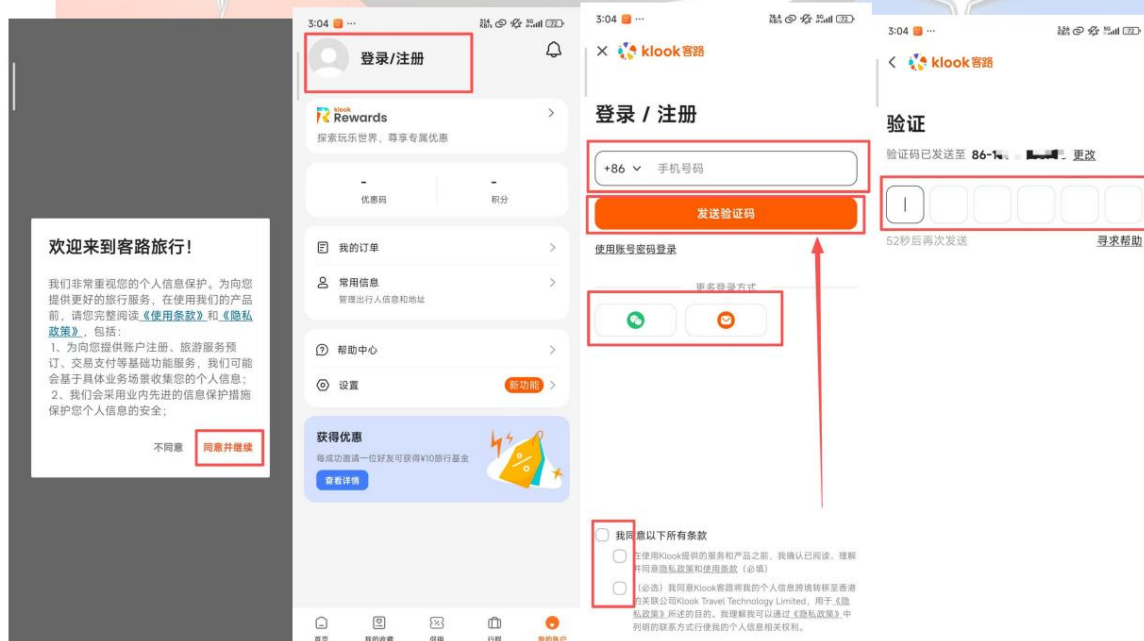 欢迎来到客路旅行!
我们非常重视您的个人信息保护。为向您
提供更好的旅行服务，在使用我们的产品
前，请您完整阅读《使用条款》和《隐私
政策》，包括:
1、为向您提供账户注册、旅游服务预
订、交易支付等基础功能服务，我们可能
会基于具体业务场景收集您的个人信息;
2、我们会采用业内先进的信息保护措施
保护您个人信息的安全;
不同意 同意并继续
3:04
72
登录/注册
klook
Rewards
探索玩乐世界，尊享专属优惠
- -
优惠码 积分
我的订单
常用信息
管理出行人信息和地址
帮助中心
设置 新功能
获得优惠
每成功邀请一位好友可获得¥10旅行基金
查看详情
首页 我的收藏 促销 行程 我的账户
3:04
72
klook客路
登录 / 注册
+86 手机号码
发送验证码
使用账号密码登录
更多登录方式
我同意以下所有条款
在使用Klook提供的服务和产品之前，我确认已阅读、理解
并同意隐私政策和使用条款（必填）
（必选）我同意Klook客路将我的个人信息跨境转移至香港
的关联公司Klook Travel Technology Limited，用于《隐
私政策》所述的目的。我理解我可以通过《隐私政策》中
列明的联系方式行使我的个人信息相关权利。
3:04
72
klook客路
验证
验证码已发送至 86-1 更改
52秒后再次发送 寻求帮助